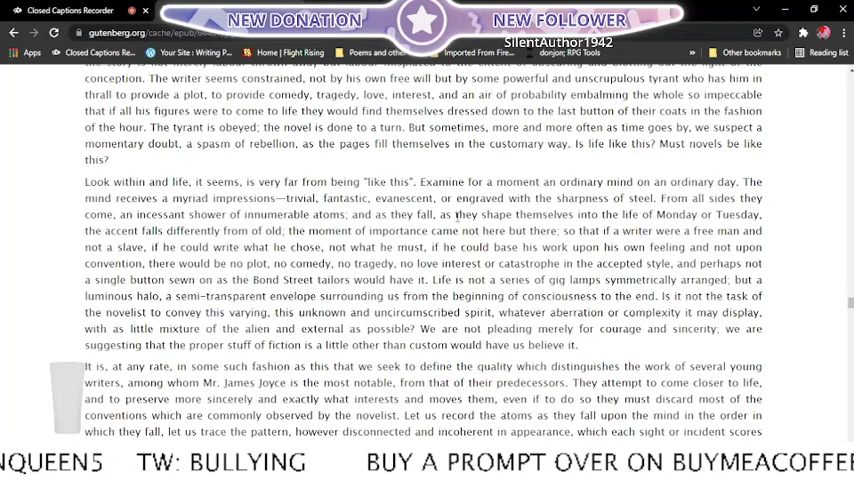 Closed Captions Recorder
NEW DONATION
NEW FOLLOWER
SilentAuthor1942
gutenberg.org/cache/epub/64
Apps
Closed Captions Reco...
Your Site : Writing P...
Home | Flight Rising
Poems and other
Imported From Fire...
donjon; RPG Tools
»
Other bookmarks
Reading list
conception. The writer seems constrained, not by his own free will but by some powerful and unscrupulous tyrant who has him in
thrall to provide a plot, to provide comedy, tragedy, love, interest, and an air of probability embalming the whole so impeccable
that if all his figures were to come to life they would find themselves dressed down to the last button of their coats in the fashion
of the hour. The tyrant is obeyed; the novel is done to a turn. But sometimes, more and more often as time goes by, we suspect a
momentary doubt, a spasm of rebellion, as the pages fill themselves in the customary way. Is life like this? Must novels be like
this?
Look within and life, it seems, is very far from being "like this". Examine for a moment an ordinary mind on an ordinary day. The
mind receives a myriad impressions—trivial, fantastic, evanescent, or engraved with the sharpness of steel. From all sides they
come, an incessant shower of innumerable atoms; and as they fall, as they shape themselves into the life of Monday or Tuesday,
the accent falls differently from of old; the moment of importance came not here but there; so that if a writer were a free man and
not a slave, if he could write what he chose, not what he must, if he could base his work upon his own feeling and not upon
convention, there would be no plot, no comedy, no tragedy, no love interest or catastrophe in the accepted style, and perhaps not
a single button sewn on as the Bond Street tailors would have it. Life is not a series of gig lamps symmetrically arranged; but a
luminous halo, a semi-transparent envelope surrounding us from the beginning of consciousness to the end. Is it not the task of
the novelist to convey this varying, this unknown and uncircumscribed spirit, whatever aberration or complexity it may display,
with as little mixture of the alien and external as possible? We are not pleading merely for courage and sincerity; we are
suggesting that the proper stuff of fiction is a little other than custom would have us believe it.
It is, at any rate, in some such fashion as this that we seek to define the quality which distinguishes the work of several young
writers, among whom Mr. James Joyce is the most notable, from that of their predecessors. They attempt to come closer to life,
and to preserve more sincerely and exactly what interests and moves them, even if to do so they must discard most of the
conventions which are commonly observed by the novelist. Let us record the atoms as they fall upon the mind in the order in
which they fall, let us trace the pattern, however disconnected and incoherent in appearance, which each sight or incident scores
NQUEEN5 TW: BULLYING BUY A PROMPT OVER ON BUYMEACOFFE